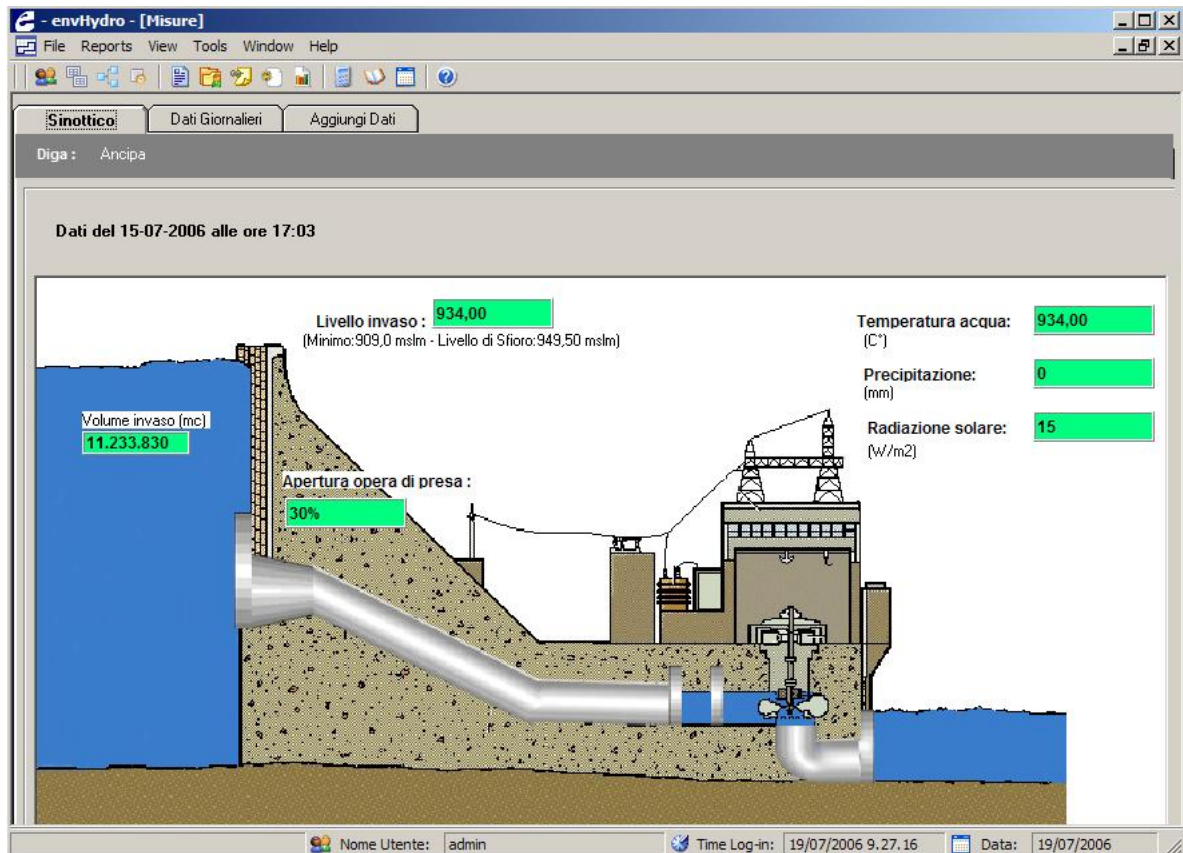 - envHydro - [Misure]
File Reports View Tools Window Help
Sinottico Dati Giornalieri Aggiungi Dati
Diga : Ancipa
Dati del 15-07-2006 alle ore 17:03
Livello invaso : 934,00
(Minimo:909,0 mslm - Livello di Sfioro:949,50 mslm)
Temperatura acqua: 934,00
(C°)
Precipitazione: 0
(mm)
Radiazione solare: 15
(W/m2)
Volume invaso (mc)
11.233.830
Apertura opera di presa :
30%
Nome Utente: admin Time Log-in: 19/07/2006 9.27.16 Data: 19/07/2006